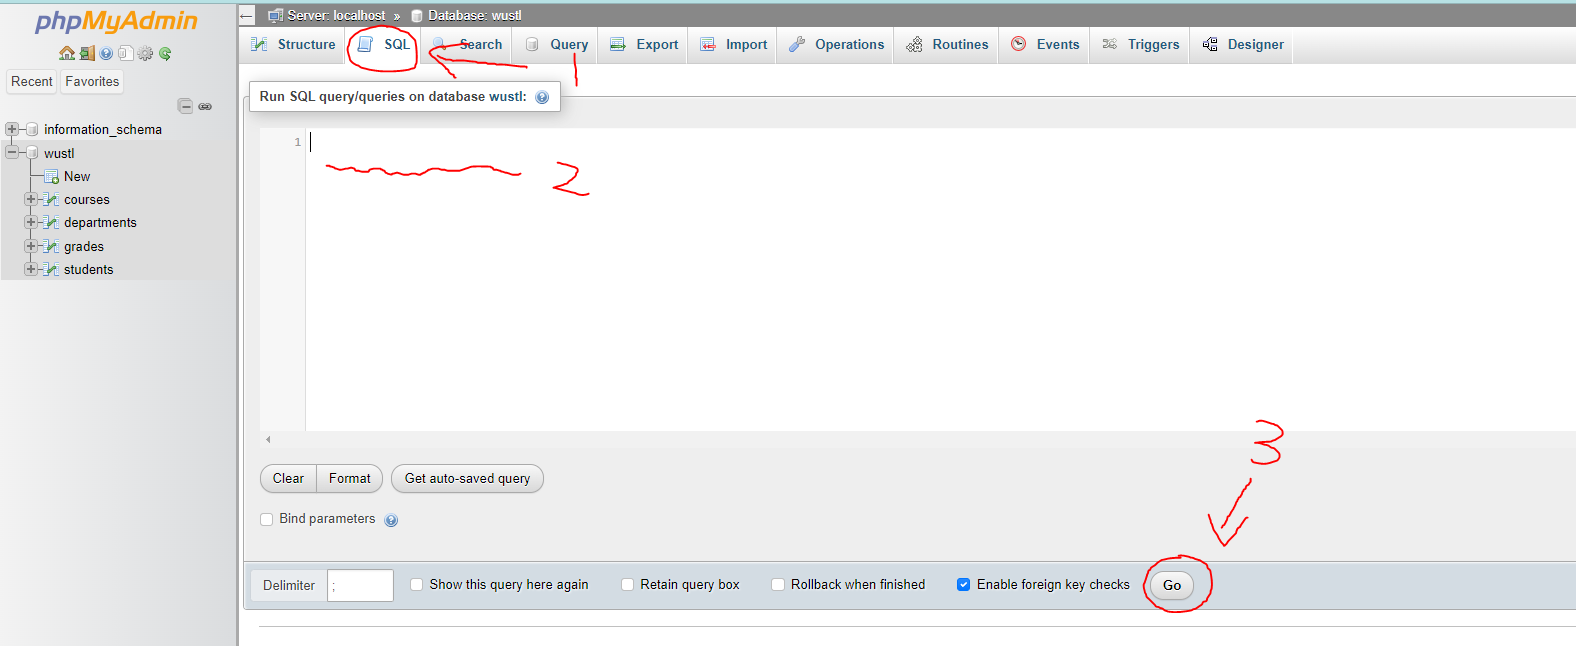 phpMyAdmin
Recent Favorites
information_schema
wustl
New
courses
departments
grades
students
Server: localhost » Database: wustl
Structure SQL Search Query Export Import Operations Routines Events Triggers Designer
1
Run SQL query/queries on database wustl:
1
2
Clear Format Get auto-saved query
Bind parameters
3
Delimiter ; Show this query here again Retain query box Rollback when finished Enable foreign key checks Go